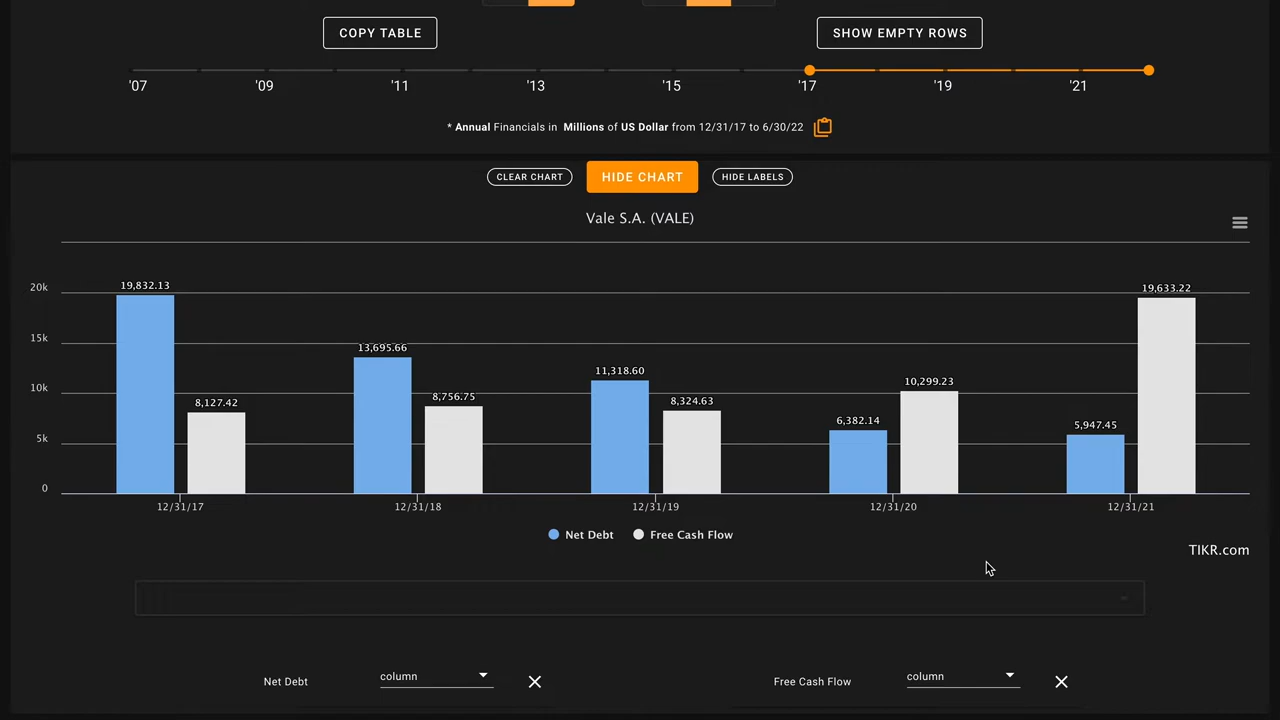 COPY TABLE
SHOW EMPTY ROWS
'07 '09 '11 '13 '15 '17 '19 '21
* Annual Financials in Millions of US Dollar from 12/31/17 to 6/30/22
CLEAR CHART
HIDE CHART
HIDE LABELS
Vale S.A. (VALE)
20k
15k
10k
5k
0
19,832.13
8,127.42
13,695.66
8,756.75
11,318.60
8,324.63
6,382.14
10,299.23
5,947.45
19,633.22
12/31/17 12/31/18 12/31/19 12/31/20 12/31/21
Net Debt Free Cash Flow
TIKR.com
Net Debt column
Free Cash Flow column